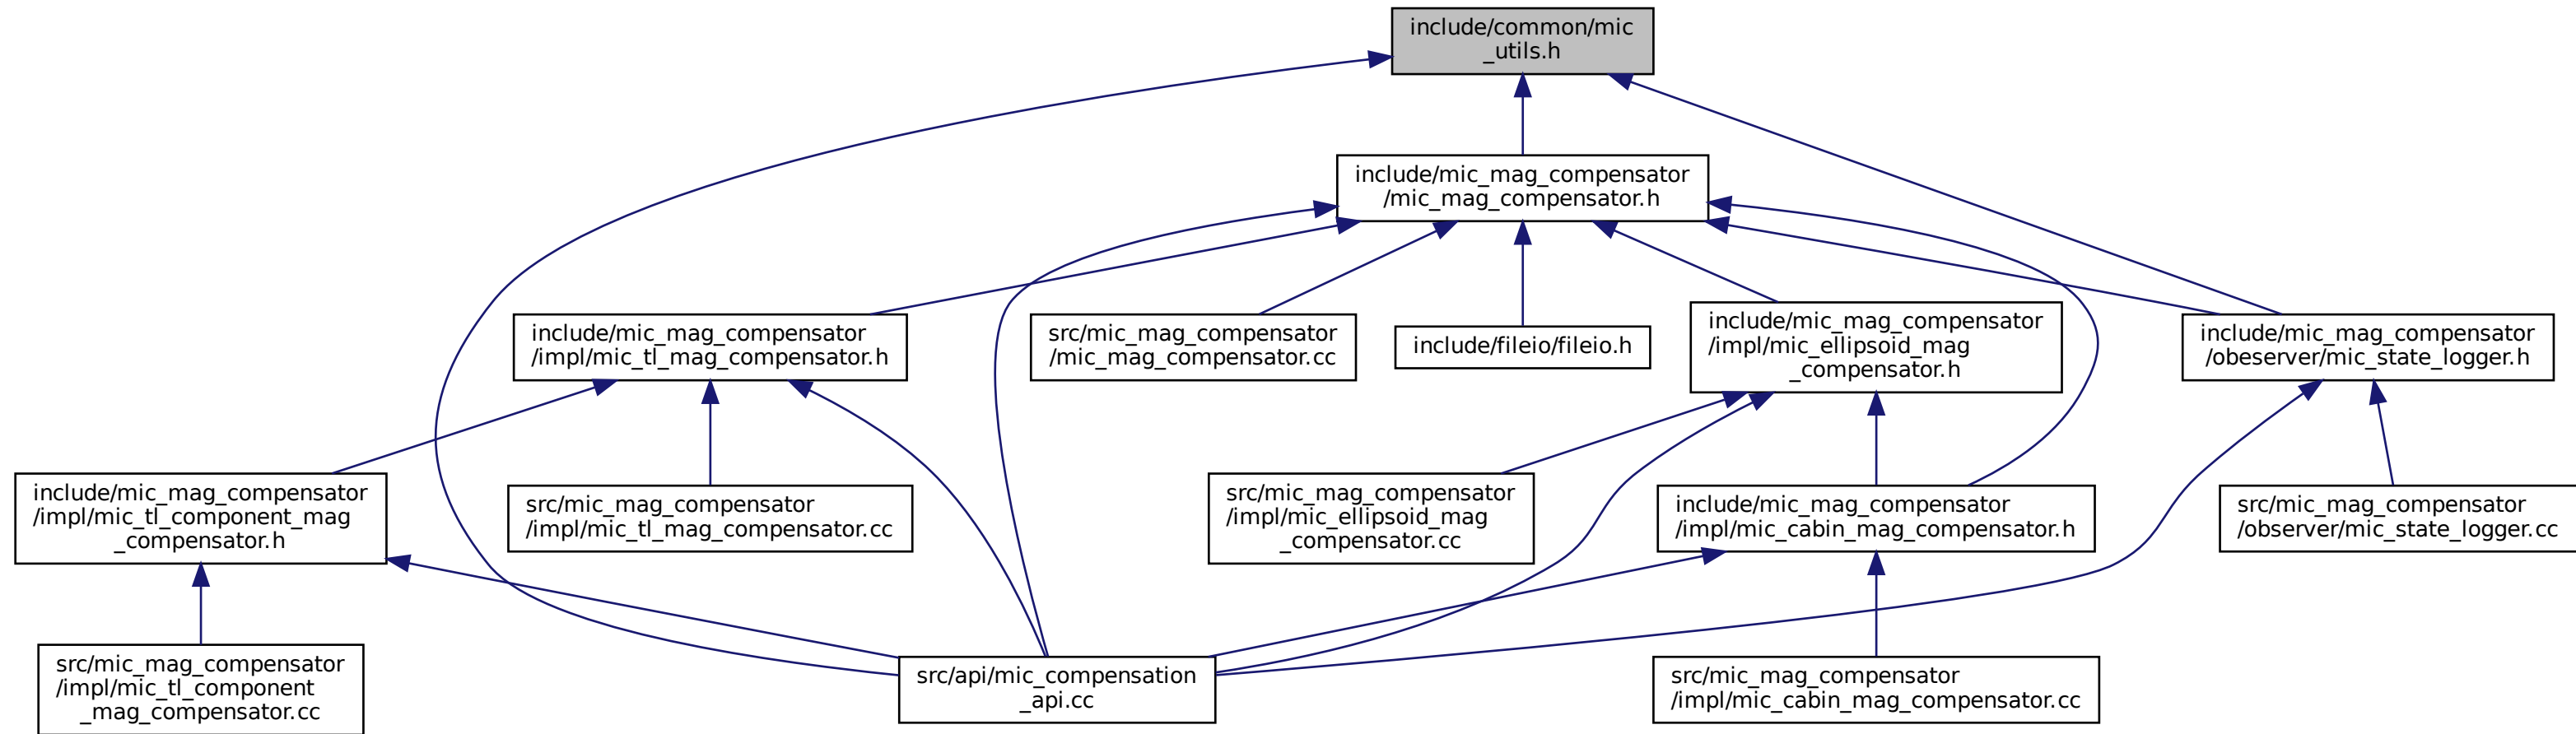 include/common/mic
_utils.h
include/mic_mag_compensator
/mic_mag_compensator.h
include/mic_mag_compensator
/impl/mic_tl_mag_compensator.h
src/mic_mag_compensator
/mic_mag_compensator.cc
include/fileio/fileio.h
include/mic_mag_compensator
/impl/mic_ellipsoid_mag
_compensator.h
include/mic_mag_compensator
/obeserver/mic_state_logger.h
include/mic_mag_compensator
/impl/mic_tl_component_mag
_compensator.h
src/mic_mag_compensator
/impl/mic_tl_mag_compensator.cc
src/mic_mag_compensator
/impl/mic_ellipsoid_mag
_compensator.cc
include/mic_mag_compensator
/impl/mic_cabin_mag_compensator.h
src/mic_mag_compensator
/observer/mic_state_logger.cc
src/mic_mag_compensator
/impl/mic_tl_component
_mag_compensator.cc
src/api/mic_compensation
_api.cc
src/mic_mag_compensator
/impl/mic_cabin_mag_compensator.cc